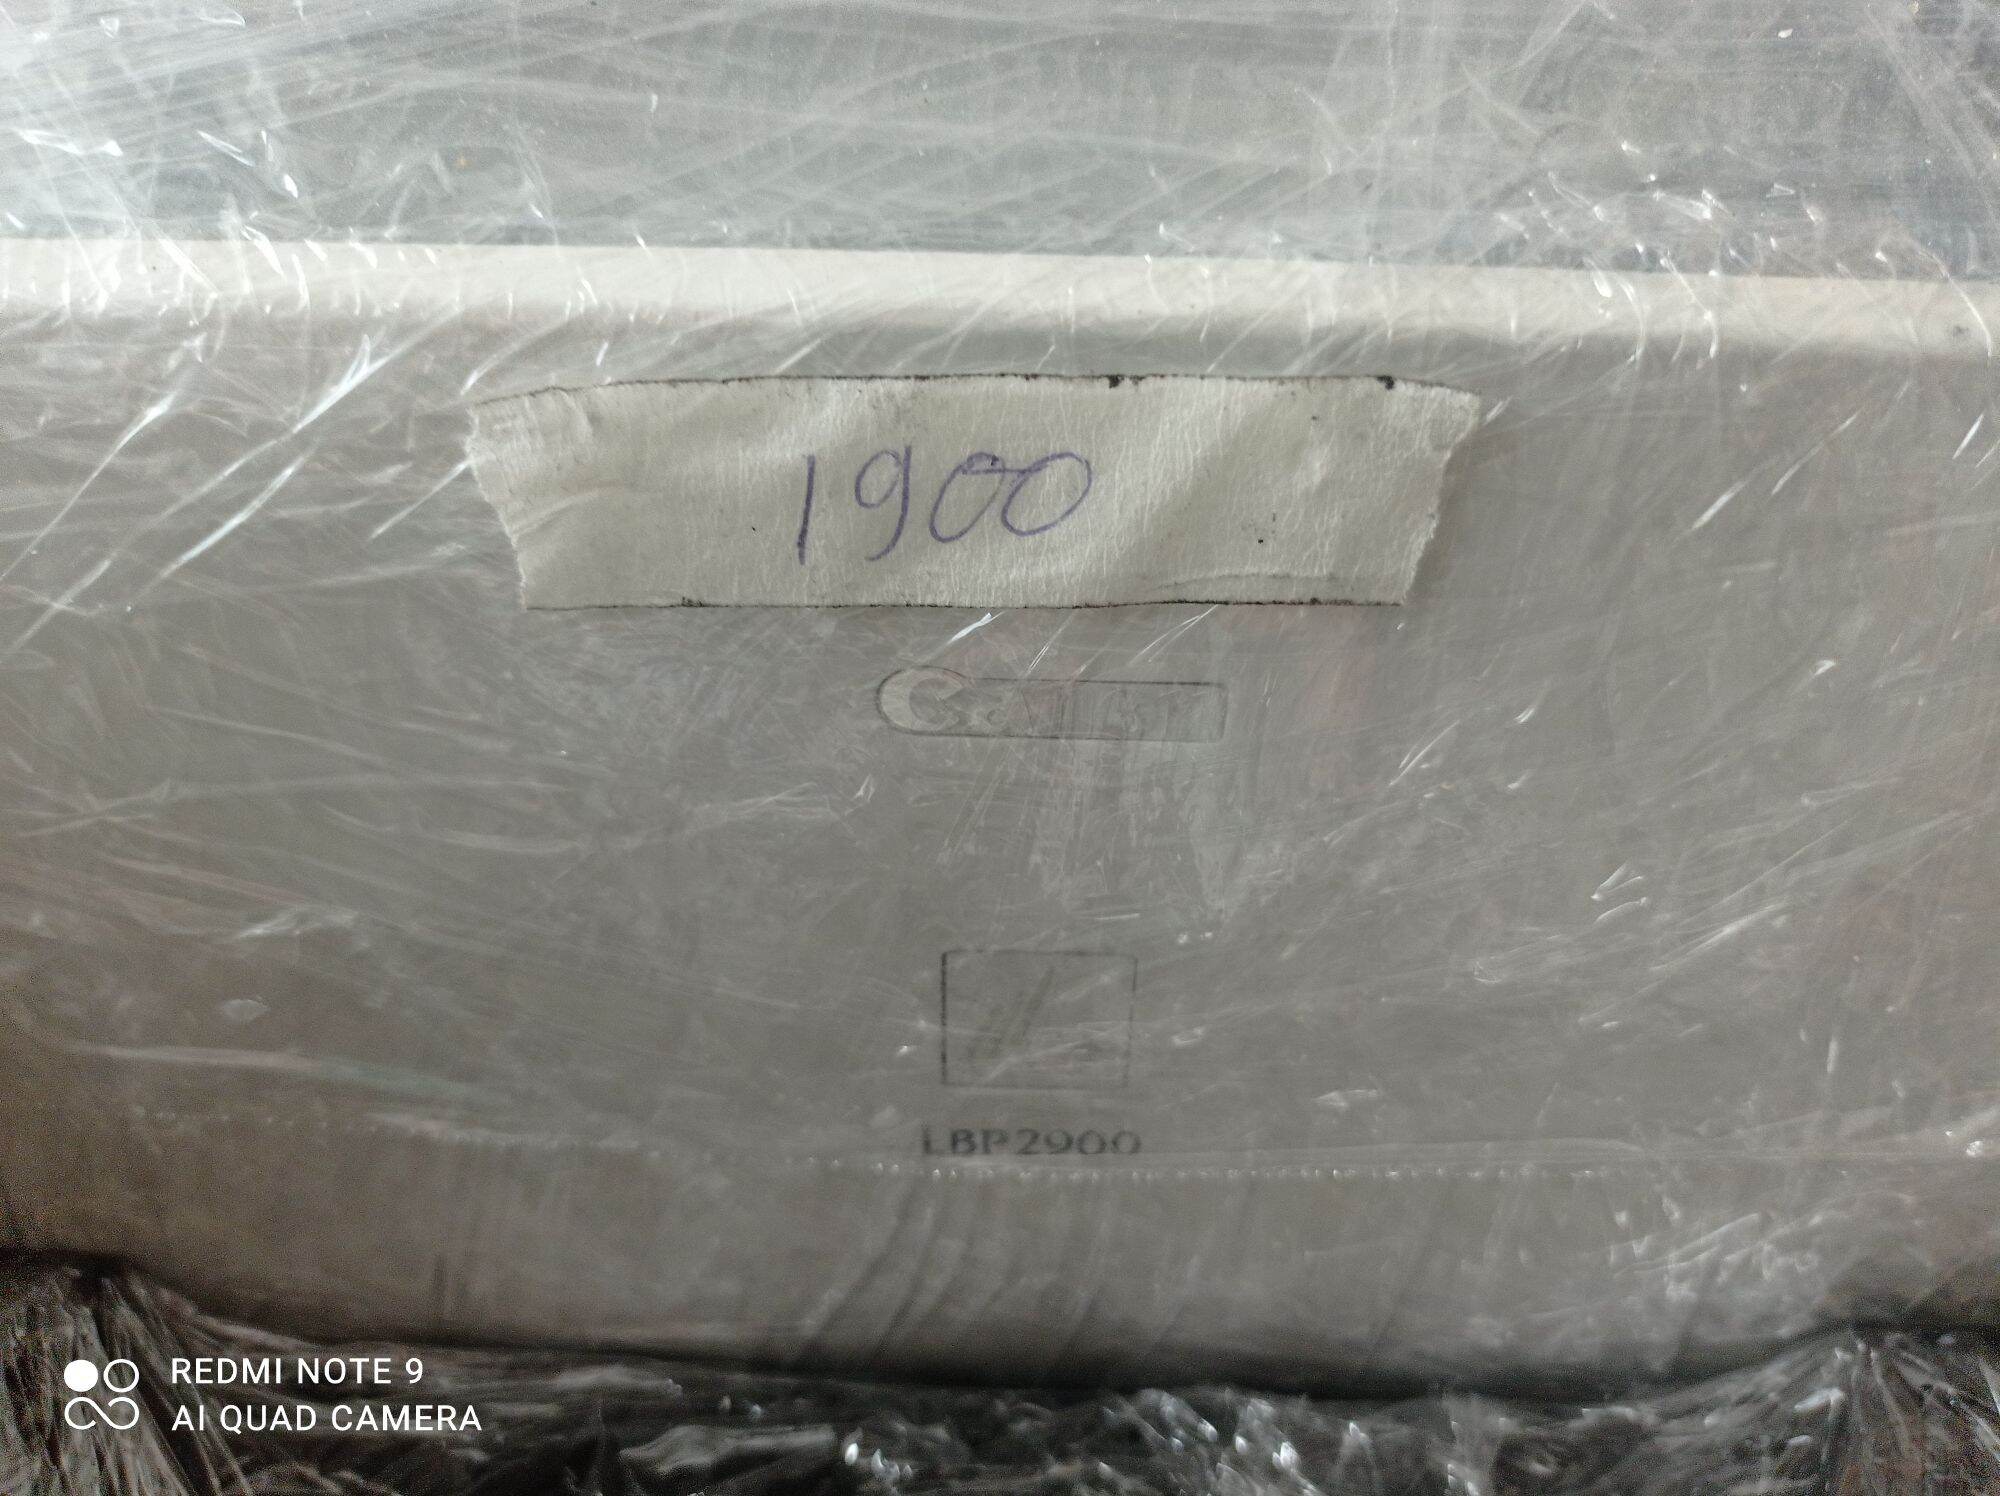 1900
Canon
LBP2900
REDMI NOTE 9
AI QUAD CAMERA